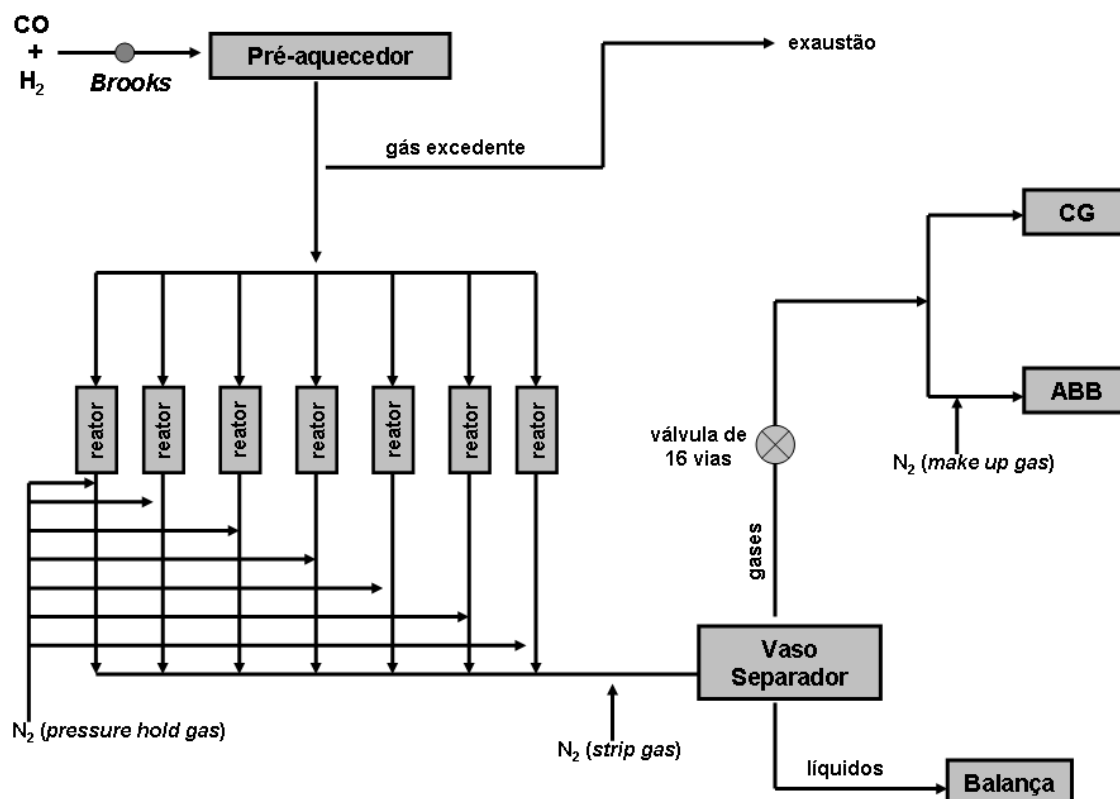 CO
+
H₂
Brooks
Pré-aquecedor
exaustão
gás excedente
CG
ABB
N₂ (make up gas)
válvula de
16 vias
gases
reator
reator
reator
reator
reator
reator
reator
Vaso
Separador
N₂ (pressure hold gas)
N₂ (strip gas)
líquidos
Balança